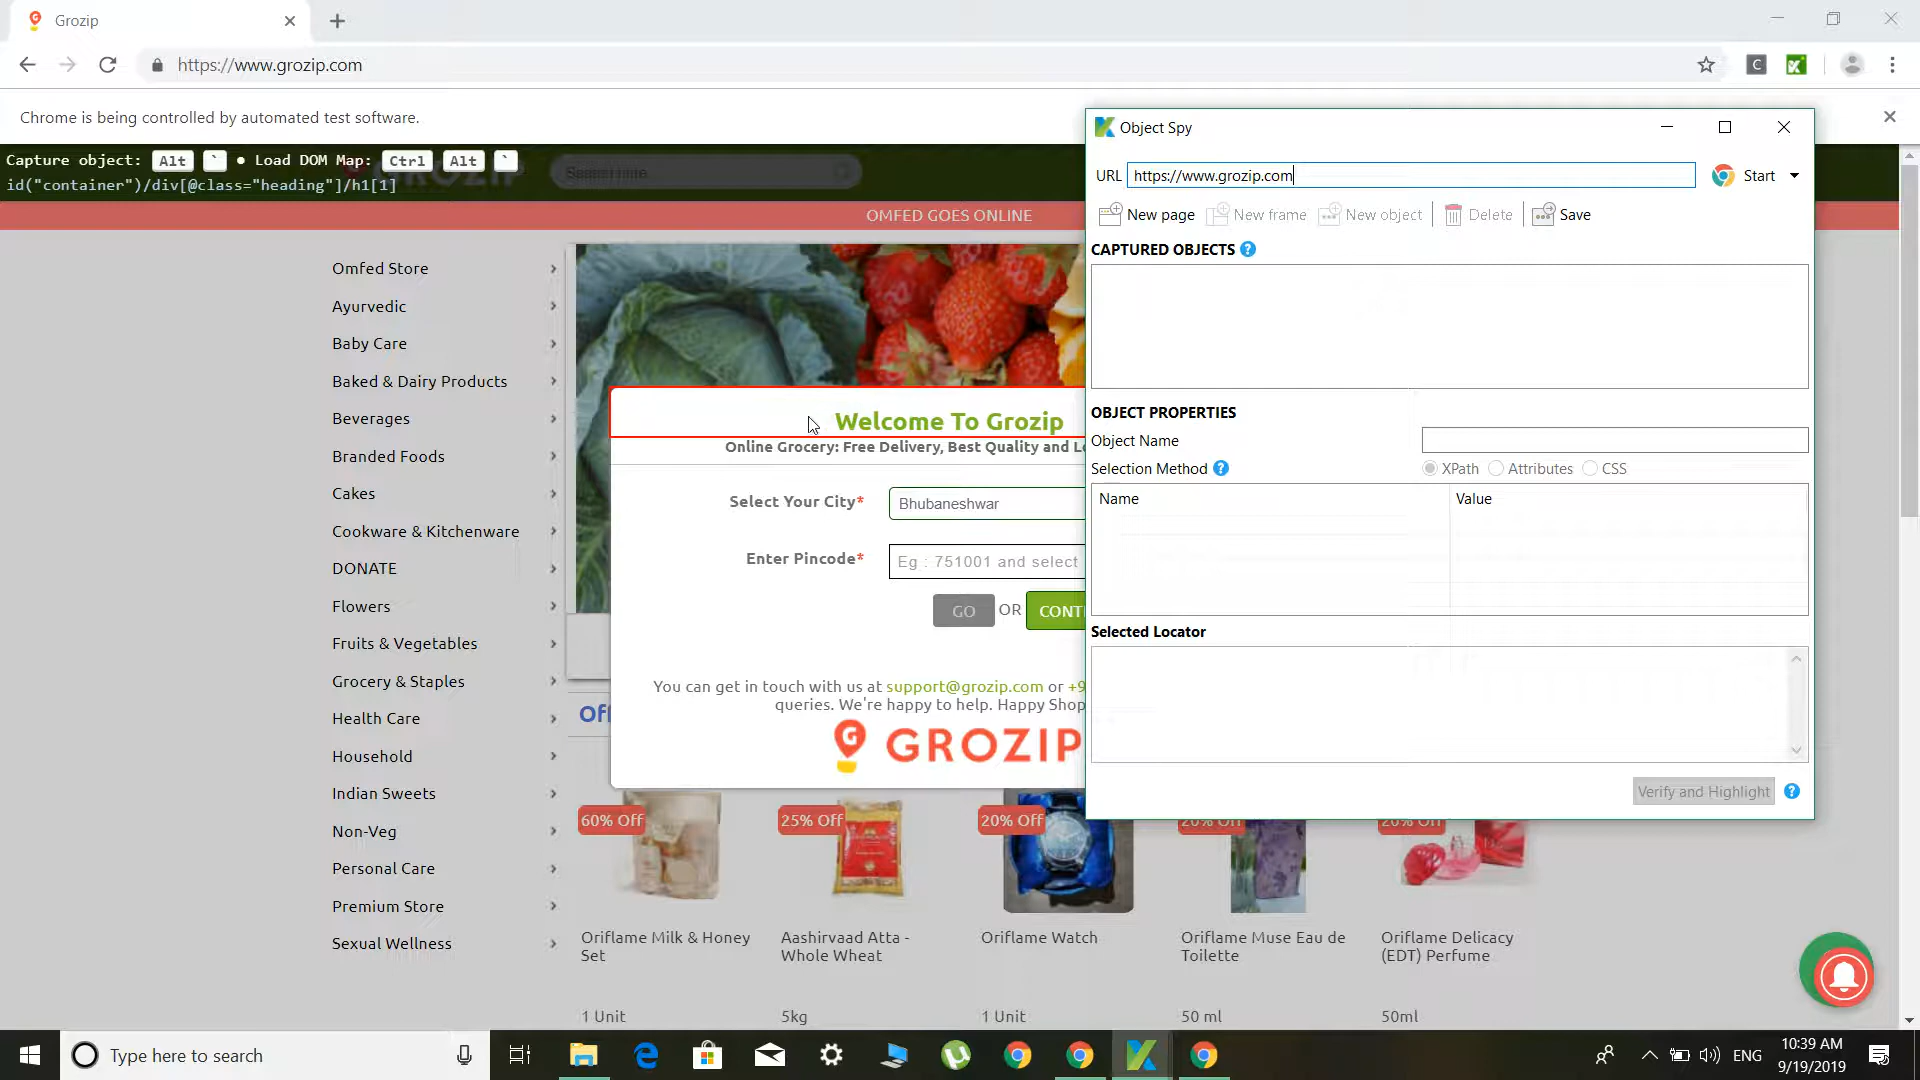 Grozip
https://www.grozip.com
Chrome is being controlled by automated test software.
Capture object: Alt ` ● Load DOM Map: Ctrl Alt `
id("container")/div[@class="heading"]/h1[1]
OMFED GOES ONLINE
Omfed Store
Ayurvedic
Baby Care
Baked & Dairy Products
Beverages
Branded Foods
Cakes
Cookware & Kitchenware
DONATE
Flowers
Fruits & Vegetables
Grocery & Staples
Health Care
Household
Indian Sweets
Non-Veg
Personal Care
Premium Store
Sexual Wellness
Welcome To Grozip
Online Grocery: Free Delivery, Best Quality and
Select Your City*
Bhubaneshwar
Enter Pincode*
Eg : 751001 and select
GO OR CONT
You can get in touch with us at support@grozip.com or +9
queries. We're happy to help. Happy Shop
GROZIP
Off
60% Off
25% Off
20% Off
20% Off
20% Off
Oriflame Milk & Honey
Set
Aashirvaad Atta -
Whole Wheat
Oriflame Watch
Oriflame Muse Eau de
Toilette
Oriflame Delicacy
(EDT) Perfume
1 Unit
5kg
1 Unit
50 ml
50ml
Object Spy
URL https://www.grozip.com Start
New page New frame New object Delete Save
CAPTURED OBJECTS ?
OBJECT PROPERTIES
Object Name
Selection Method ? XPath Attributes CSS
Name Value
Selected Locator
Verify and Highlight ?
Type here to search
ENG
10:39 AM
9/19/2019